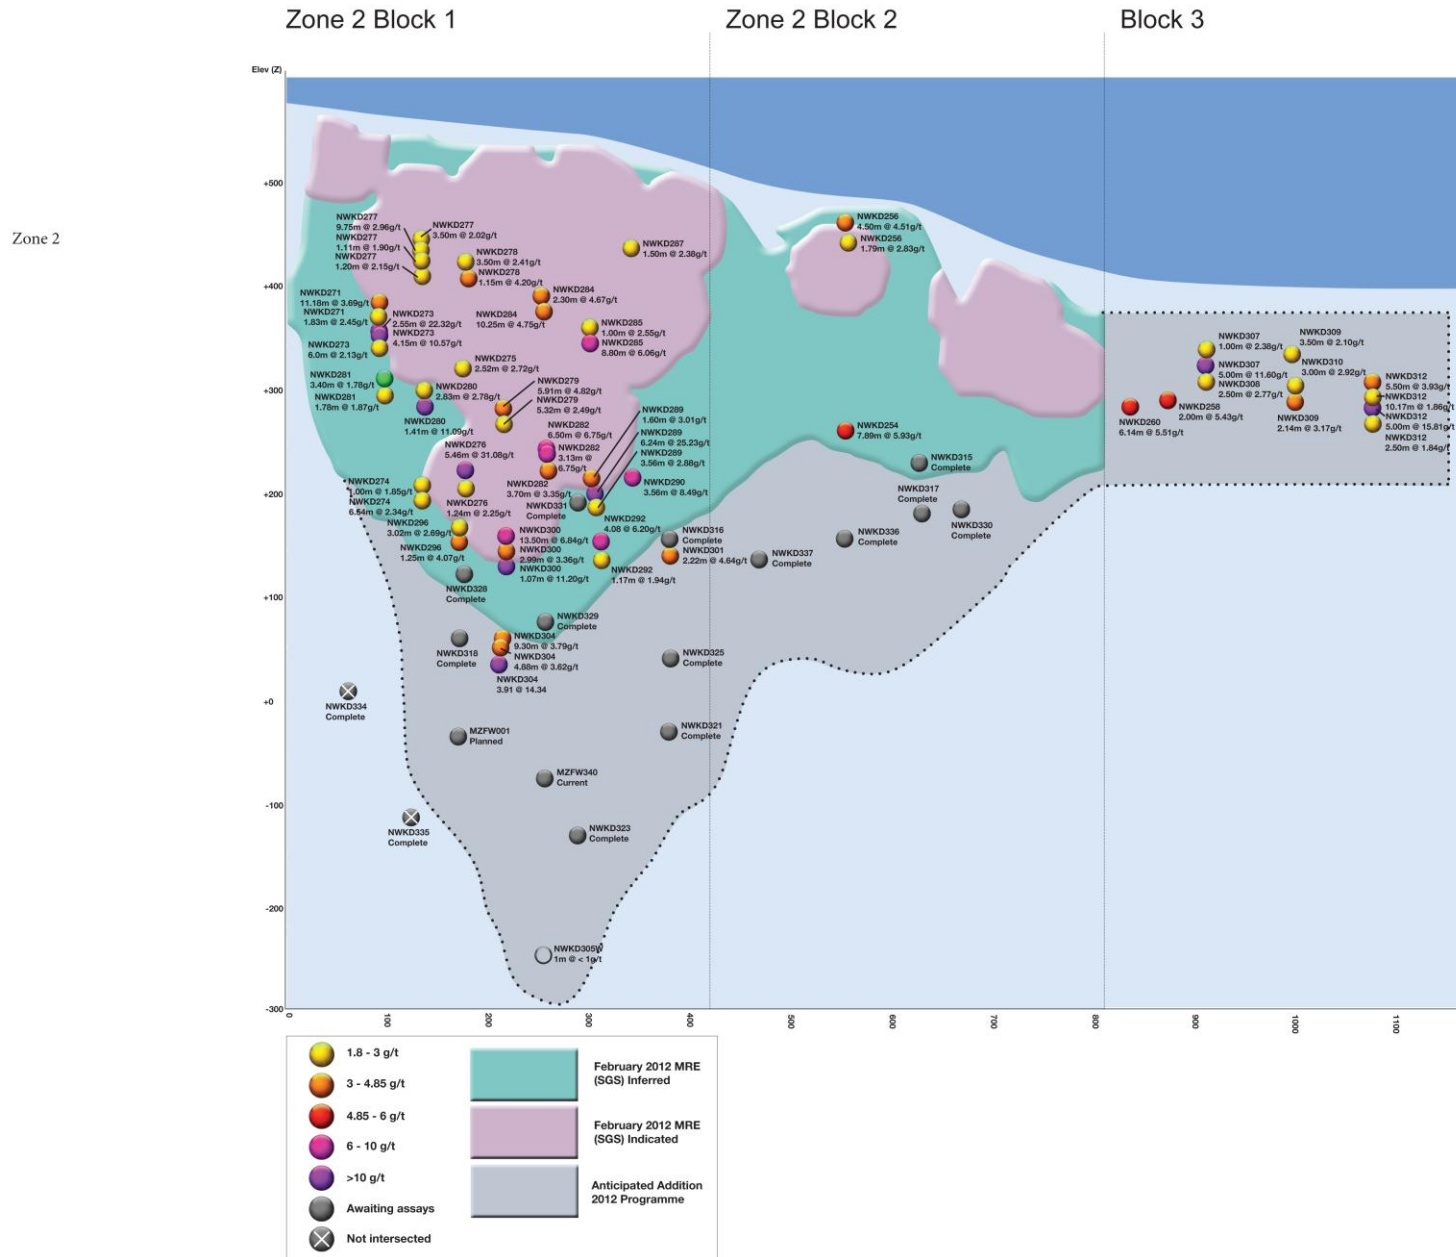 Zone 2 Block 1
Zone 2 Block 2
Block 3
Zone 2
Elev (Z)
+500
+400
+300
+200
+100
+0
-100
-200
-300
0
100
200
300
400
500
600
700
800
900
1000
1100
NWKD277
9.75m @ 2.96g/t
NWKD277
1.11m @ 1.90g/t
NWKD277
1.20m @ 2.15g/t
NWKD277
3.50m @ 2.02g/t
NWKD278
3.50m @ 2.41g/t
NWKD278
1.15m @ 4.20g/t
NWKD287
1.50m @ 2.38g/t
NWKD271
11.18m @ 3.69g/t
NWKD271
1.83m @ 2.45g/t
NWKD273
2.55m @ 22.32g/t
NWKD273
4.15m @ 10.57g/t
NWKD273
6.0m @ 2.13g/t
NWKD284
2.30m @ 4.67g/t
NWKD284
10.25m @ 4.75g/t
NWKD285
1.00m @ 2.55g/t
NWKD285
8.80m @ 6.06g/t
NWKD281
3.40m @ 1.78g/t
NWKD281
1.78m @ 1.87g/t
NWKD275
2.52m @ 2.72g/t
NWKD280
2.83m @ 2.78g/t
NWKD280
1.41m @ 11.09g/t
NWKD279
5.91m @ 4.82g/t
NWKD279
5.32m @ 2.49g/t
NWKD282
6.50m @ 6.75g/t
NWKD282
3.13m @
6.75g/t
NWKD282
3.70m @ 3.35g/t
NWKD289
1.60m @ 3.01g/t
NWKD289
6.24m @ 25.23g/t
NWKD289
3.56m @ 2.88g/t
NWKD290
3.56m @ 8.49g/t
NWKD276
5.46m @ 31.08g/t
NWKD276
1.24m @ 2.25g/t
NWKD274
1.00m @ 1.85g/t
NWKD274
6.54m @ 2.34g/t
NWKD296
3.02m @ 2.69g/t
NWKD296
1.25m @ 4.07g/t
NWKD331
Complete
NWKD300
13.50m @ 6.84g/t
NWKD300
2.99m @ 3.36g/t
NWKD300
1.07m @ 11.20g/t
NWKD292
4.08 @ 6.20g/t
NWKD292
1.17m @ 1.94g/t
NWKD316
Complete
NWKD301
2.22m @ 4.64g/t
NWKD328
Complete
NWKD329
Complete
NWKD318
Complete
NWKD304
9.30m @ 3.79g/t
NWKD304
4.88m @ 3.62g/t
NWKD304
3.91 @ 14.34
NWKD325
Complete
NWKD334
Complete
MZFW001
Planned
NWKD321
Complete
MZFW340
Current
NWKD335
Complete
NWKD323
Complete
NWKD305W
1m @ < 1g/t
NWKD256
4.50m @ 4.51g/t
NWKD256
1.79m @ 2.83g/t
NWKD254
7.89m @ 5.93g/t
NWKD315
Complete
NWKD317
Complete
NWKD330
Complete
NWKD336
Complete
NWKD337
Complete
NWKD260
6.14m @ 5.51g/t
NWKD258
2.00m @ 5.43g/t
NWKD307
1.00m @ 2.38g/t
NWKD307
5.00m @ 11.60g/t
NWKD308
2.50m @ 2.77g/t
NWKD309
3.50m @ 2.10g/t
NWKD310
3.00m @ 2.92g/t
NWKD309
2.14m @ 3.17g/t
NWKD312
5.50m @ 3.93g/t
NWKD312
10.17m @ 1.86g/t
NWKD312
5.00m @ 15.81g/t
NWKD312
2.50m @ 1.84g/t
1.8 - 3 g/t
3 - 4.85 g/t
4.85 - 6 g/t
6 - 10 g/t
>10 g/t
Awaiting assays
Not intersected
February 2012 MRE
(SGS) Inferred
February 2012 MRE
(SGS) Indicated
Anticipated Addition
2012 Programme